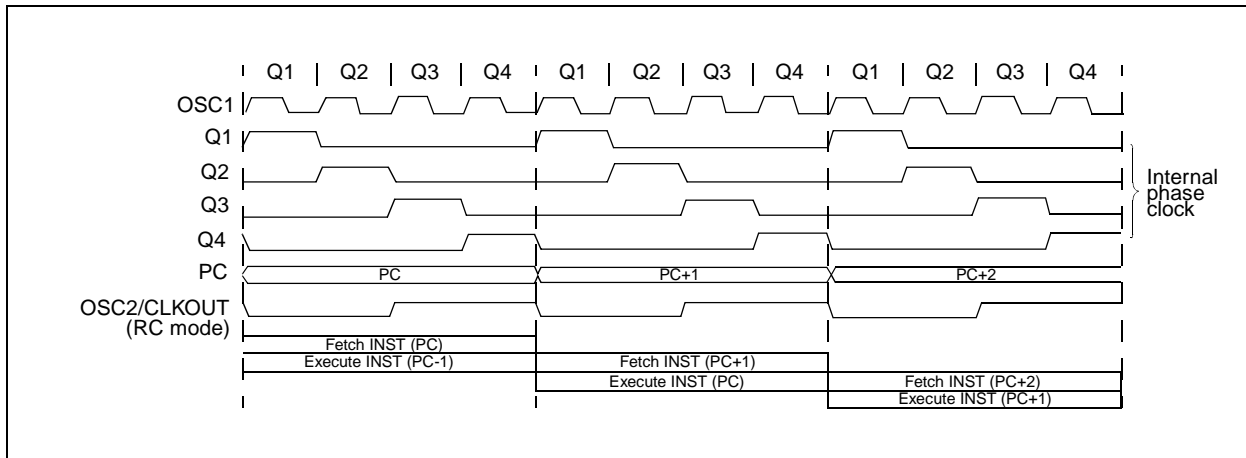 Q1 Q2 Q3 Q4 Q1 Q2 Q3 Q4 Q1 Q2 Q3 Q4
OSC1
Q1
Q2
Q3
Q4
PC
PC PC+1 PC+2
OSC2/CLKOUT
(RC mode)
Internal
phase
clock
Fetch INST (PC)
Execute INST (PC-1) Fetch INST (PC+1)
Execute INST (PC) Fetch INST (PC+2)
Execute INST (PC+1)